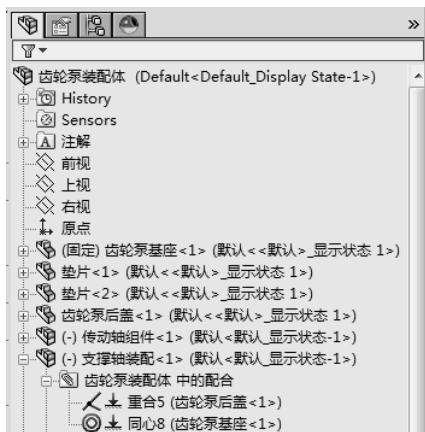 »
齿轮泵装配体 (Default<Default_Display State-1>)
History
Sensors
A 注解
前视
上视
右视
原点
(固定) 齿轮泵基座<1> (默认<<默认>_显示状态 1>)
垫片<1> (默认<<默认>_显示状态 1>)
垫片<2> (默认<<默认>_显示状态 1>)
齿轮泵后盖<1> (默认<<默认>_显示状态 1>)
(-) 传动轴组件<1> (默认<默认_显示状态-1>)
(-) 支撑轴装配<1> (默认<默认_显示状态-1>)
齿轮泵装配体 中的配合
重合5 (齿轮泵后盖<1>)
同心8 (齿轮泵基座<1>)